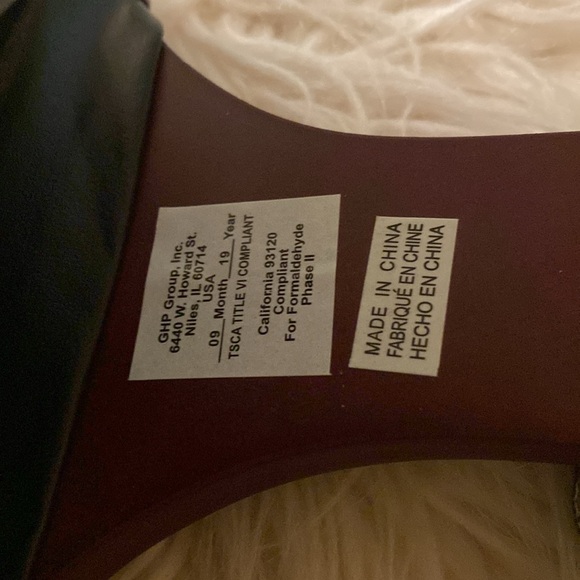 GHP Group, Inc.
6440 W. Howard St.
Niles, IL 60714
USA
09 Month 19 Year
TSCA TITLE VI COMPLIANT
California 93120
Compliant
For Formaldehyde
Phase II
MADE IN CHINA
FABRIQUÉ EN CHINE
HECHO EN CHINA